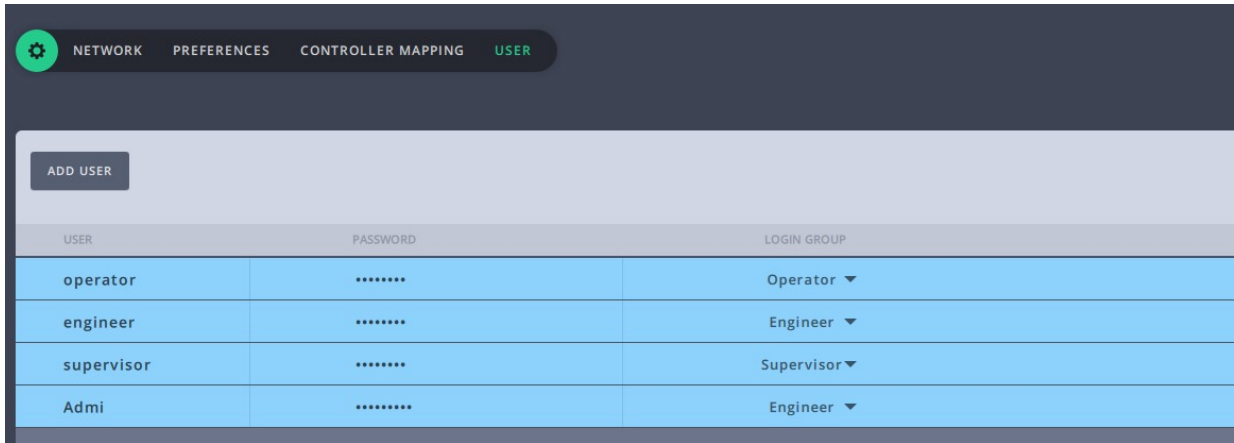 NETWORK PREFERENCES CONTROLLER MAPPING USER
ADD USER
USER PASSWORD LOGIN GROUP
operator •••••••• Operator
engineer •••••••• Engineer
supervisor •••••••• Supervisor
Admi ••••••••• Engineer